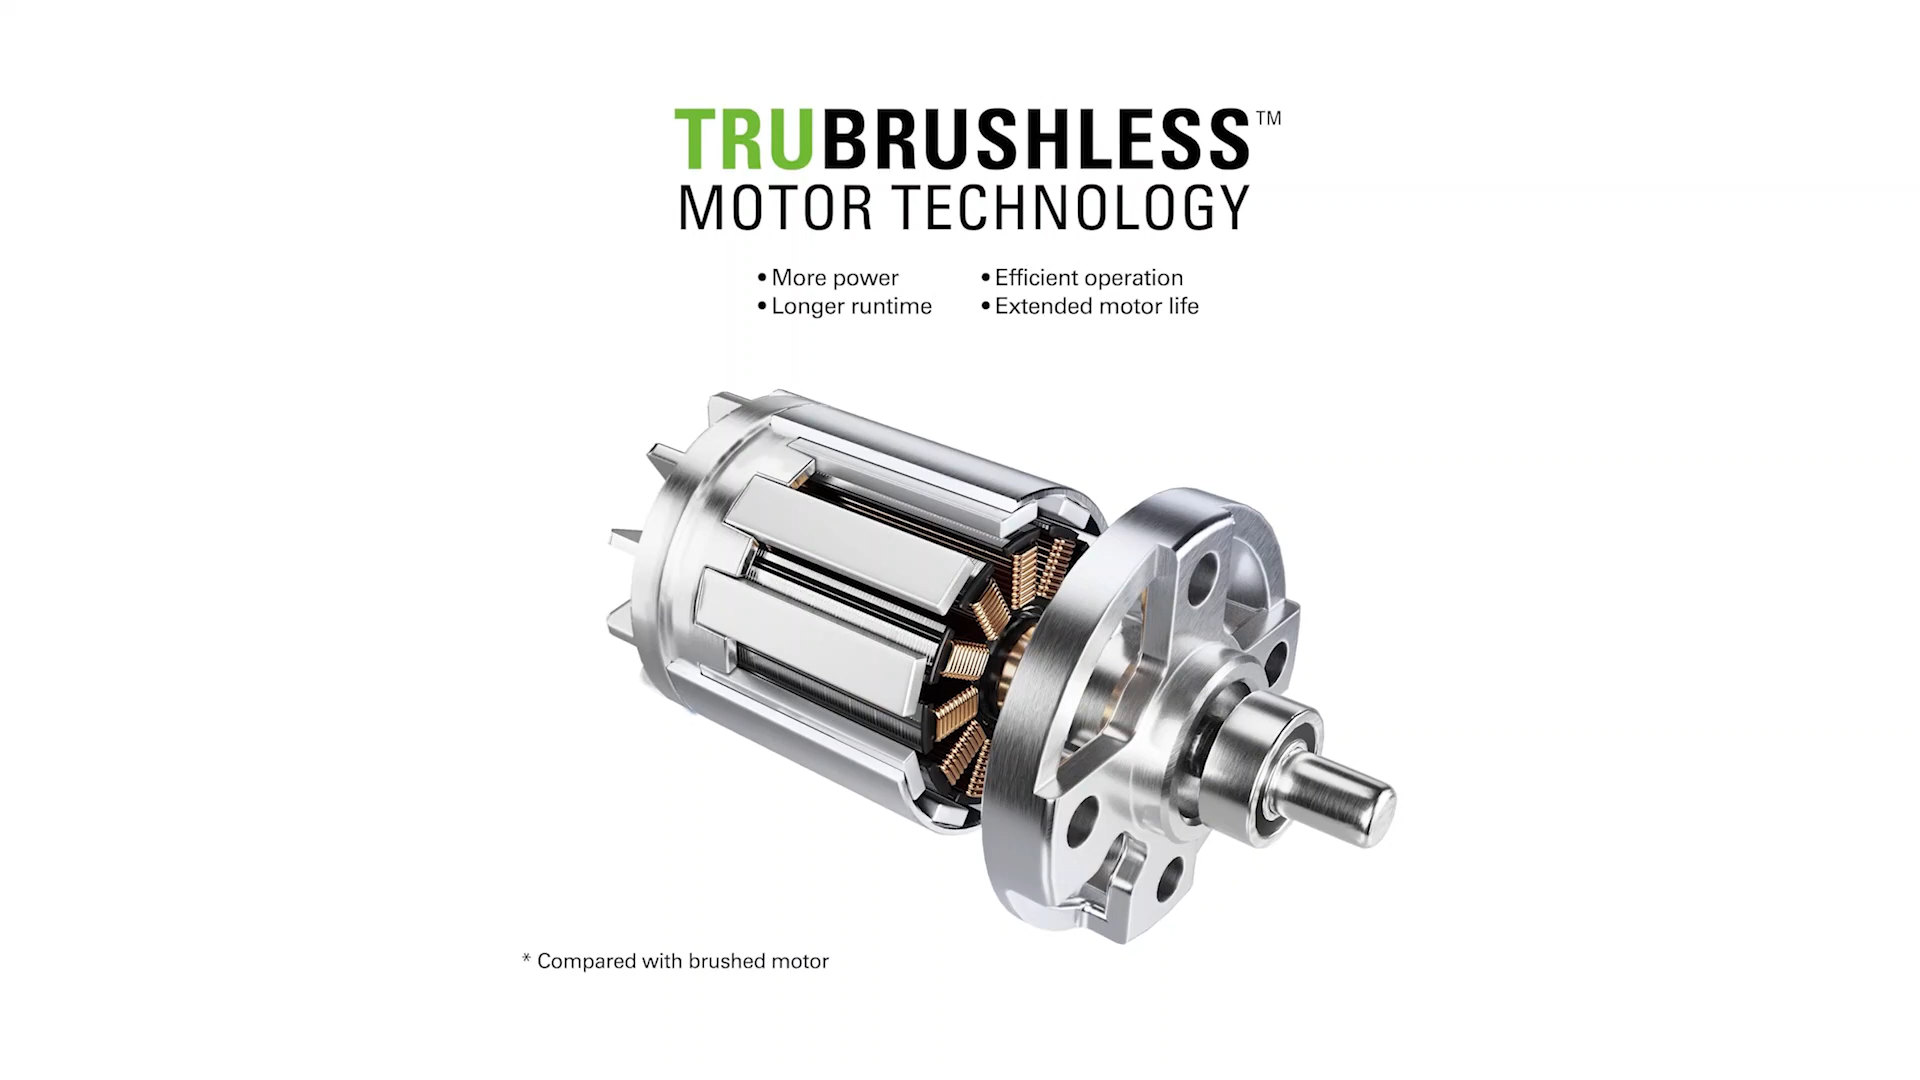 TRUBRUSHLESS™
MOTOR TECHNOLOGY
• More power
• Longer runtime
• Efficient operation
• Extended motor life
* Compared with brushed motor